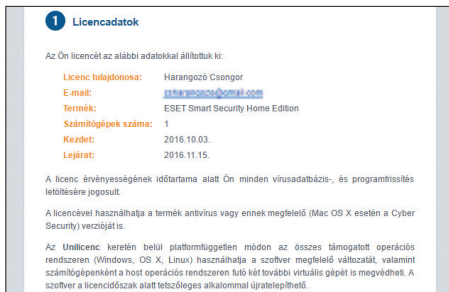 1 Licencadatok
Az Ön licencét az alábbi adatokkal állítottuk ki:
Licenc tulajdonosa: Harangozó Csongor
E-mail:
Termék: ESET Smart Security Home Edition
Számítógépek száma: 1
Kezdet: 2016.10.03.
Lejárat: 2016.11.15.
A licenc érvényességének időtartama alatt Ön minden vírusadatbázis-, és programfrissítés
letöltésére jogosult.
A licencével használhatja a termék antivírus vagy ennek megfelelő (Mac OS X esetén a Cyber
Security) verzióját is.
Az Unilicenc keretén belül platformfüggetlen módon az összes támogatott operációs
rendszeren (Windows, OS X, Linux) használhatja a szoftver megfelelő változatát, valamint
számítógépenként a host operációs rendszeren futó két további virtuális gépet is megvédheti. A
szoftver a licencidőszak alatt tetszőleges alkalommal újratelepíthető.